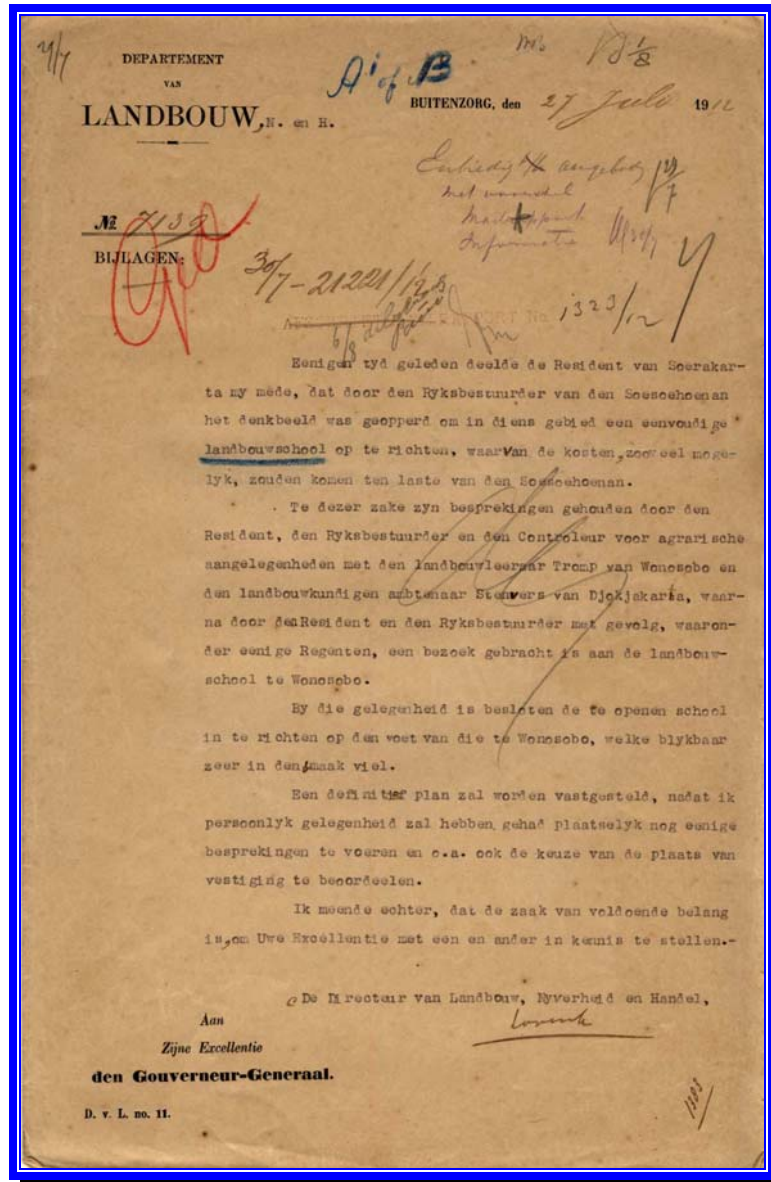 DEPARTEMENT
VAN
LANDBOUW, N. en H.
Ai of B
BUITENZORG, den 27 Juli 1912
aangeboden
met
Informatie
№ 7139
BIJLAGEN:
30/7-21221/12
1323/12
Eenigen tyd geleden deelde de Resident van Soerakar-
ta my mede, dat door den Ryksbestuurder van den Soesoehoenan
het denkbeeld was geopperd om in diens gebied een eenvoudige
landbouwschool op te richten, waarvan de kosten, zooveel moge-
lyk, zouden komen ten laste van den Soesoehoenan.
Te dezer zake zyn besprekingen gehouden door den
Resident, den Ryksbestuurder en den Controleur voor agrarische
aangelegenheden met den landbouwleeraar Tromp van Wonosobo en
den landbouwkundigen ambtenaar Stenvers van Djokjakarta, waar-
na door den Resident en den Ryksbestuurder met gevolg, waaron-
der eenige Regenten, een bezoek gebracht is aan de landbouw-
school te Wonosobo.
By die gelegenheid is besloten de te openen school
in te richten op den voet van die te Wonosobo, welke blykbaar
zeer in den smaak viel.
Een definitief plan zal worden vastgesteld, nadat ik
persoonlyk gelegenheid zal hebben gehad plaatselyk nog eenige
besprekingen te voeren en o.a. ook de keuze van de plaats van
vestiging te beoordeelen.
Ik meende echter, dat de zaak van voldoende belang
is, om Uwe Excellentie met een en ander in kennis te stellen.-
De Directeur van Landbouw, Nyverheid en Handel,
Lovink
Aan
Zijne Excellentie
den Gouverneur-Generaal.
D. v. L. no. 11.